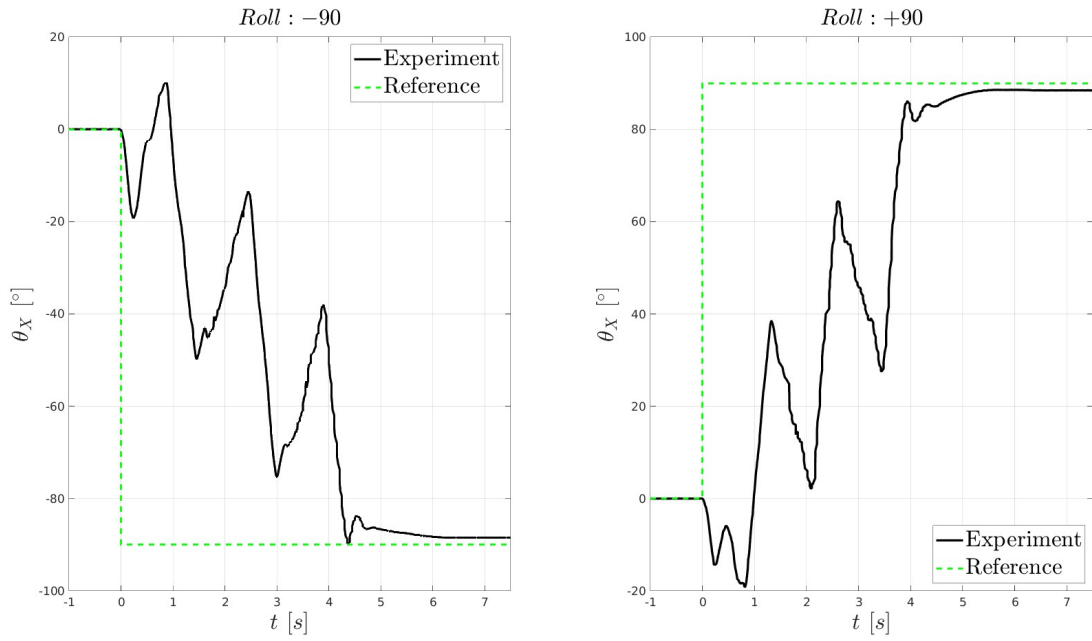 Roll : −90
20
0
-20
-40
-60
-80
-100
θX [°]
-1 0 1 2 3 4 5 6 7
t [s]
Experiment
Reference
Roll : +90
100
80
60
40
20
0
-20
θX [°]
-1 0 1 2 3 4 5 6 7
t [s]
Experiment
Reference